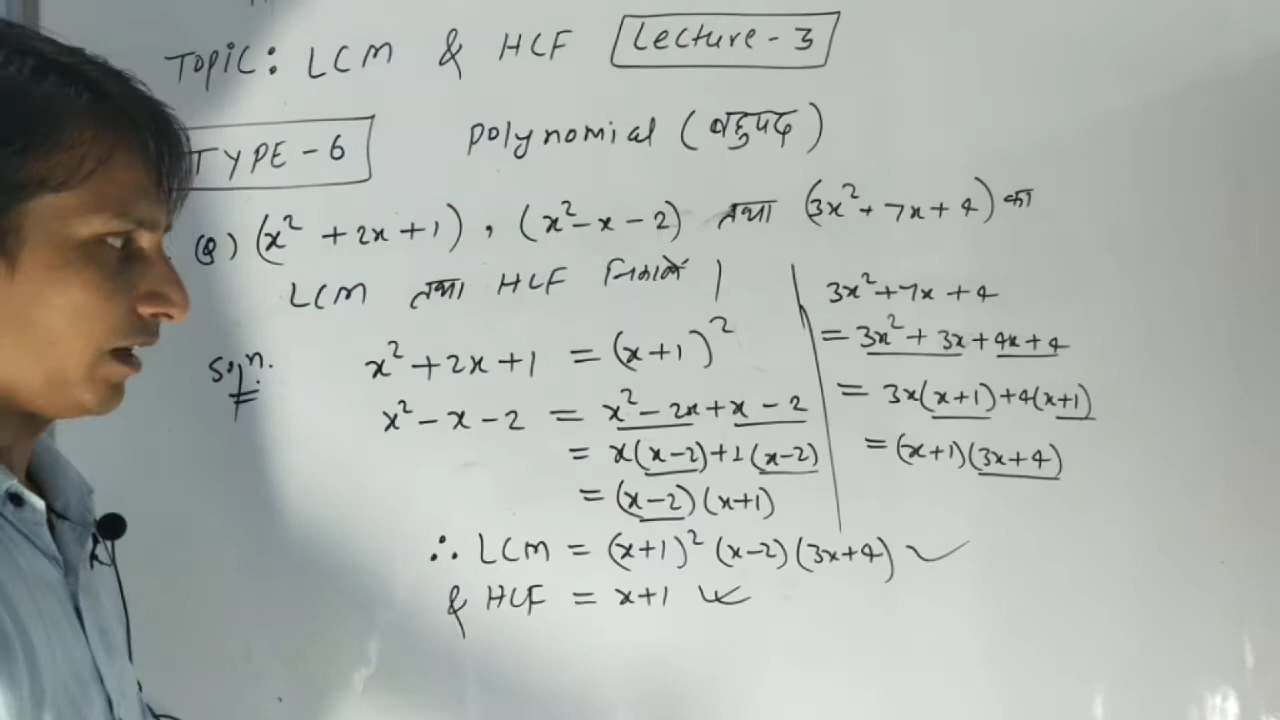 Topic: LCM & HCF Lecture-3
TYPE-6
Polynomial (बहुपद)
(Q) (x² + 2x + 1), (x² - x - 2) तथा (3x² + 7x + 4) का
LCM तथा HCF निकालें।
Soln.
x² + 2x + 1 = (x+1)²
x² - x - 2 = x² - 2x + x - 2
= x(x-2) + 1(x-2)
= (x-2)(x+1)
3x² + 7x + 4
= 3x² + 3x + 4x + 4
= 3x(x+1) + 4(x+1)
= (x+1)(3x+4)
∴ LCM = (x+1)² (x-2)(3x+4)
& HCF = x+1